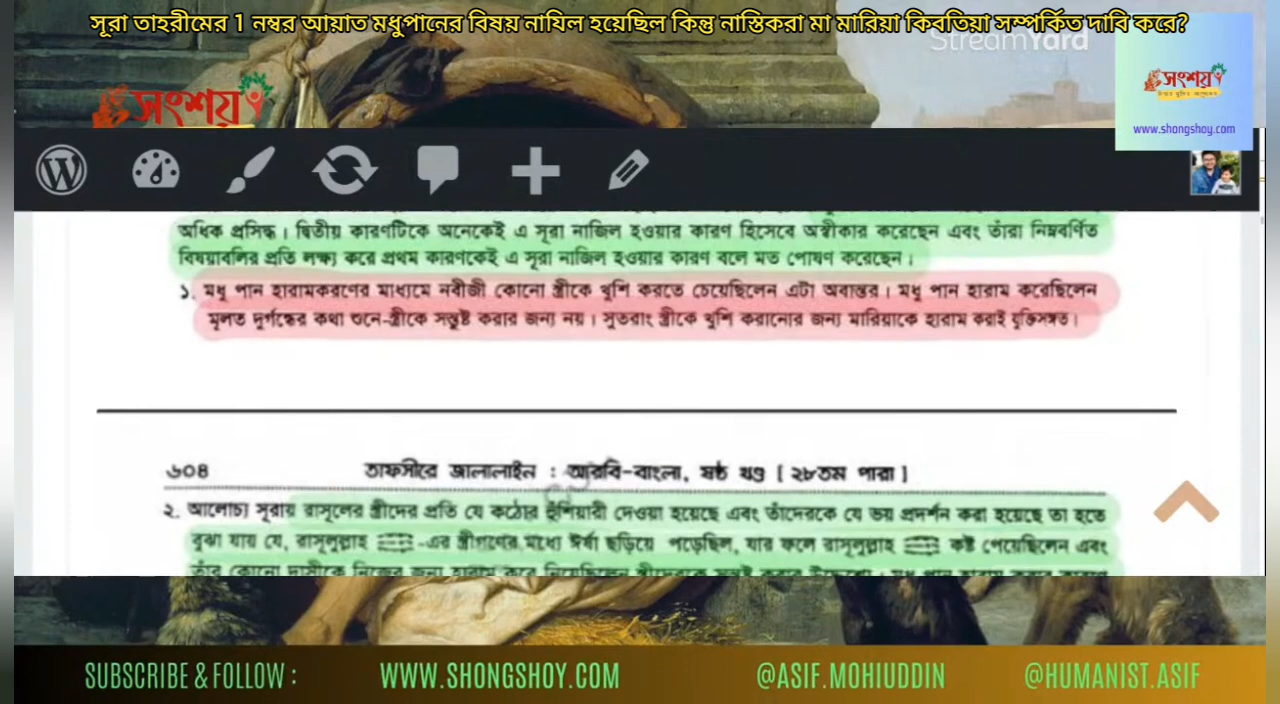 সূরা তাহরীমের 1 নম্বর আয়াত মধুপানের বিষয় নাযিল হয়েছিল কিন্তু নাস্তিকরা মা মারিয়া কিবতিয়া সম্পর্কিত দাবি করে?
StreamYard
সংশয়
সংশয়
www.shongshoy.com
অধিক প্রসিদ্ধ। দ্বিতীয় কারণটিকে অনেকেই এ সূরা নাজিল হওয়ার কারণ হিসেবে অস্বীকার করেছেন এবং তাঁরা নিম্নবর্ণিত
বিষয়াবলির প্রতি লক্ষ্য করে প্রথম কারণকেই এ সূরা নাজিল হওয়ার কারণ বলে মত পোষণ করেছেন।
১. মধু পান হারামকরণের মাধ্যমে নবীজী কোনো স্ত্রীকে খুশি করতে চেয়েছিলেন এটা অবান্তর। মধু পান হারাম করেছিলেন
মূলত দুর্গন্ধের কথা শুনে-স্ত্রীকে সন্তুষ্ট করার জন্য নয়। সুতরাং স্ত্রীকে খুশি করানোর জন্য মারিয়াকে হারাম করাই যুক্তিসঙ্গত।
৬০৪ তাফসীরে জালালাইন : আরবি-বাংলা, ষষ্ঠ খণ্ড [ ২৮তম পারা ]
২. আলোচ্য সূরায় রাসূলের স্ত্রীদের প্রতি যে কঠোর হুঁশিয়ারী দেওয়া হয়েছে এবং তাঁদেরকে যে ভয় প্রদর্শন করা হয়েছে তা হতে
বুঝা যায় যে, রাসূলুল্লাহ -এর স্ত্রীগণের মধ্যে ঈর্ষা ছড়িয়ে পড়েছিল, যার ফলে রাসূলুল্লাহ কষ্ট পেয়েছিলেন এবং
তাঁর কোনো দাসীকে নিজের জন্য হারাম করে নিয়েছিলেন
SUBSCRIBE & FOLLOW : WWW.SHONGSHOY.COM @ASIF.MOHIUDDIN @HUMANIST.ASIF